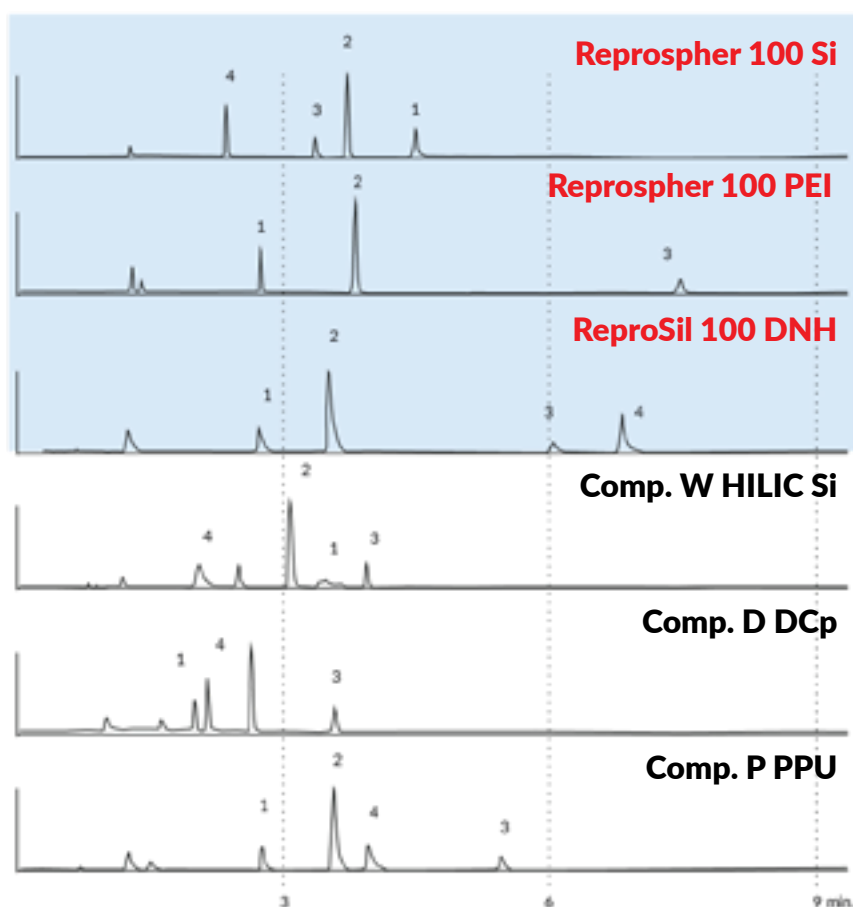 Reprospher 100 Si
4 3 2 1
Reprospher 100 PEI
1 2 3
ReproSil 100 DNH
1 2 3 4
Comp. W HILIC Si
4 2 1 3
Comp. D DCp
1 4 3
Comp. P PPU
1 2 4 3
3 6 9 min.